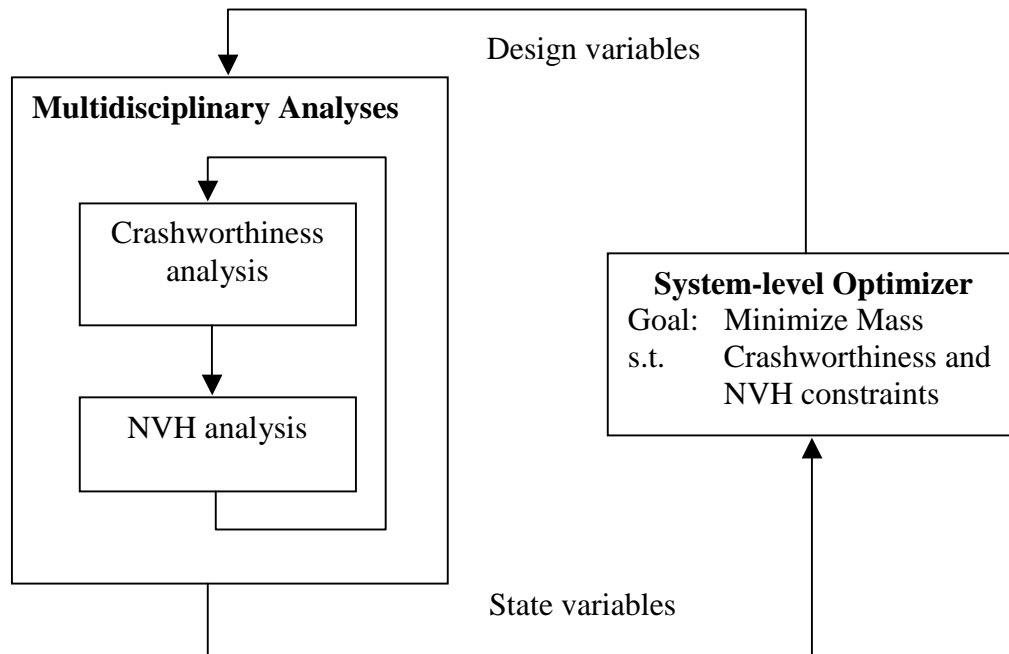 Design variables
Multidisciplinary Analyses
Crashworthiness
analysis
NVH analysis
System-level Optimizer
Goal: Minimize Mass
s.t. Crashworthiness and
NVH constraints
State variables